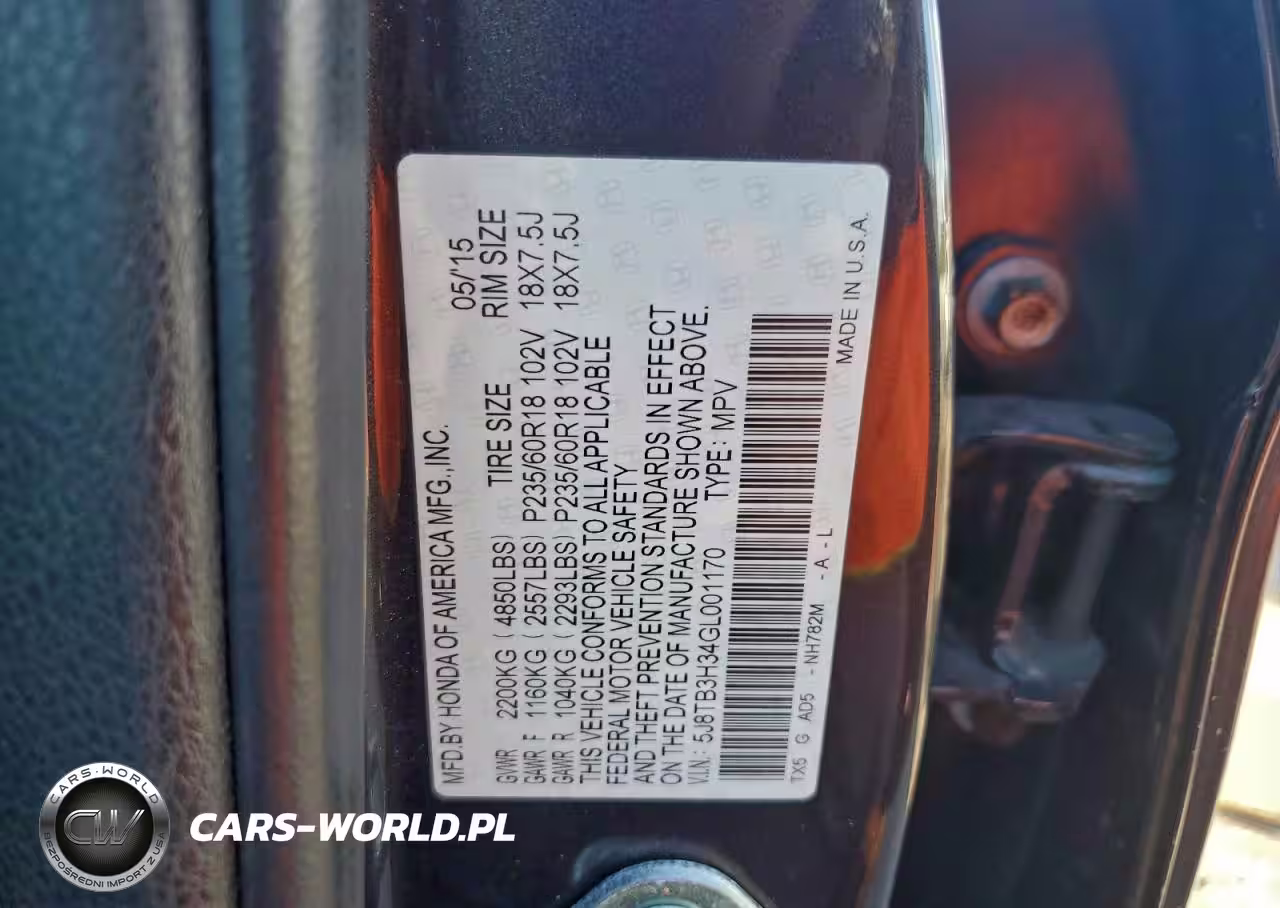 MFD.BY HONDA OF AMERICA MFG.,INC. 05/'15
TIRE SIZE RIM SIZE
GVWR 2200KG ( 4850LBS)
GAWR F 1160KG ( 2557LBS) P235/60R18 102V 18X7.5J
GAWR R 1040KG ( 2293LBS) P235/60R18 102V 18X7.5J
THIS VEHICLE CONFORMS TO ALL APPLICABLE
FEDERAL MOTOR VEHICLE SAFETY
AND THEFT PREVENTION STANDARDS IN EFFECT
ON THE DATE OF MANUFACTURE SHOWN ABOVE.
V.I.N.: 5J8TB3H34GL001170 TYPE: MPV
TX5 G AD5 - NH782M - A - L MADE IN U.S.A.
CARS-WORLD
CW
BEZPOŚREDNI IMPORT Z USA
CARS-WORLD.PL